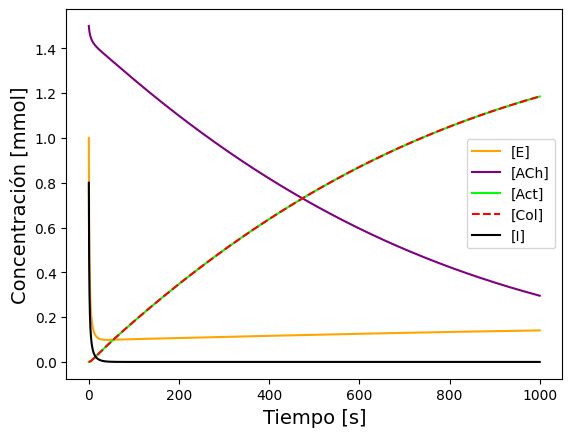 Concentración [mmol]
1.4
1.2
1.0
0.8
0.6
0.4
0.2
0.0
[E]
[ACh]
[Act]
[Col]
[I]
0 200 400 600 800 1000
Tiempo [s]